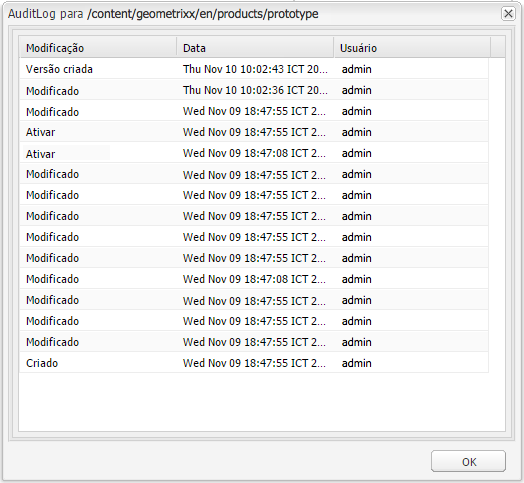 AuditLog para /content/geometrixx/en/products/prototype
Modificação Data Usuário
Versão criada Thu Nov 10 10:02:43 ICT 20... admin
Modificado Thu Nov 10 10:02:36 ICT 20... admin
Modificado Wed Nov 09 18:47:55 ICT 2... admin
Ativar Wed Nov 09 18:47:55 ICT 2... admin
Ativar Wed Nov 09 18:47:08 ICT 2... admin
Modificado Wed Nov 09 18:47:55 ICT 2... admin
Modificado Wed Nov 09 18:47:55 ICT 2... admin
Modificado Wed Nov 09 18:47:55 ICT 2... admin
Modificado Wed Nov 09 18:47:55 ICT 2... admin
Modificado Wed Nov 09 18:47:55 ICT 2... admin
Modificado Wed Nov 09 18:47:08 ICT 2... admin
Modificado Wed Nov 09 18:47:55 ICT 2... admin
Modificado Wed Nov 09 18:47:55 ICT 2... admin
Modificado Wed Nov 09 18:47:55 ICT 2... admin
Criado Wed Nov 09 18:47:55 ICT 2... admin
OK